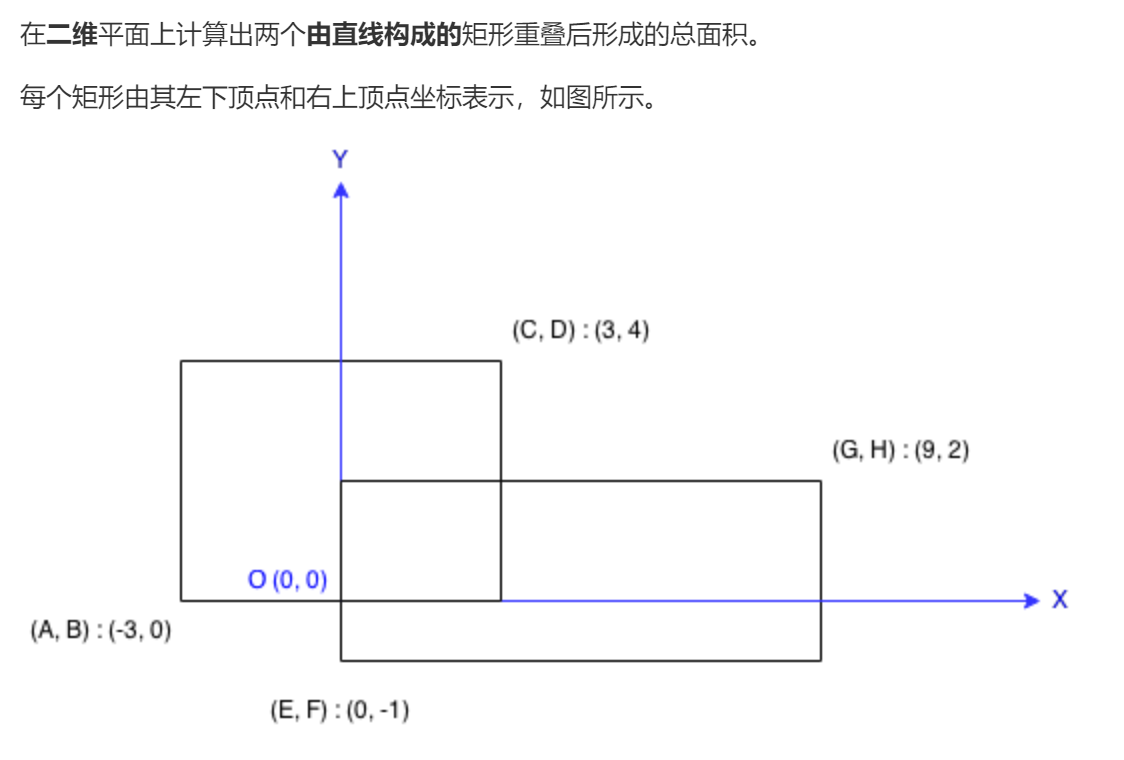 在二维平面上计算出两个由直线构成的矩形重叠后形成的总面积。
每个矩形由其左下顶点和右上顶点坐标表示，如图所示。
Y
(C, D) : (3, 4)
(G, H) : (9, 2)
O (0, 0)
X
(A, B) : (-3, 0)
(E, F) : (0, -1)